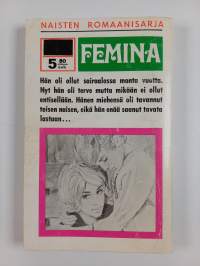 NAISTEN ROMAANISARJA
FEMINA
5 80
Hän oli ollut sairaalassa monta vuotta.
Nyt hän oli terve mutta mikään ei ollut
entisellään. Hänen miehensä oli tavannut
toisen naisen, eikä hän enää saanut tavata
lastaan...